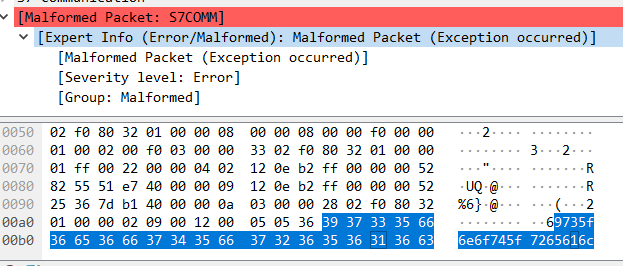 S7 Communication
[Malformed Packet: S7COMM]
[Expert Info (Error/Malformed): Malformed Packet (Exception occurred)]
[Malformed Packet (Exception occurred)]
[Severity level: Error]
[Group: Malformed]
0050 02 f0 80 32 01 00 00 08 00 00 08 00 00 f0 00 00 ···2···· ········
0060 01 00 02 00 f0 03 00 00 33 02 f0 80 32 01 00 00 ········ 3···2···
0070 01 ff 00 22 00 00 04 02 12 0e b2 ff 00 00 00 52 ···"···· ·······R
0080 82 55 51 e7 40 00 00 09 12 0e b2 ff 00 00 00 52 ·UQ·@··· ·······R
0090 25 36 7d b1 40 00 00 0a 03 00 00 28 02 f0 80 32 %6}·@··· ···(···2
00a0 01 00 00 02 09 00 12 00 05 05 36 39 37 33 35 66 ········ ··69735f
00b0 36 65 36 66 37 34 35 66 37 32 36 35 36 31 36 63 6e6f745f 7265616c